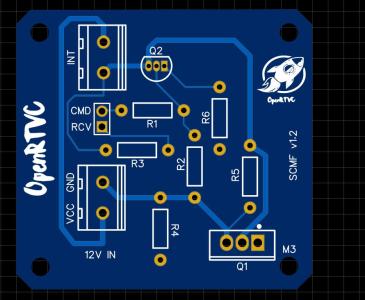 INT
Q2
OpenRTVC
CMD
RCV
R1
R6
R3
R2
OpenRTVC
GND
VCC
R5
SCMF v1.2
R4
12V IN
Q1
M3